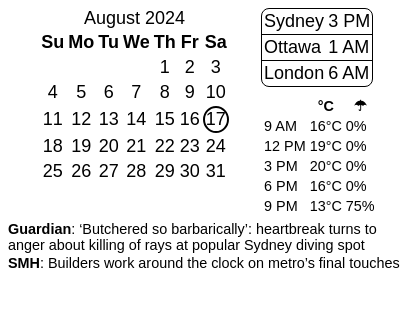 August 2024
Su Mo Tu We Th Fr Sa
1 2 3
4 5 6 7 8 9 10
11 12 13 14 15 16 17
18 19 20 21 22 23 24
25 26 27 28 29 30 31
Sydney 3 PM
Ottawa 1 AM
London 6 AM
°C ☂
9 AM 16°C 0%
12 PM 19°C 0%
3 PM 20°C 0%
6 PM 16°C 0%
9 PM 13°C 75%
Guardian: ‘Butchered so barbarically’: heartbreak turns to
anger about killing of rays at popular Sydney diving spot
SMH: Builders work around the clock on metro’s final touches